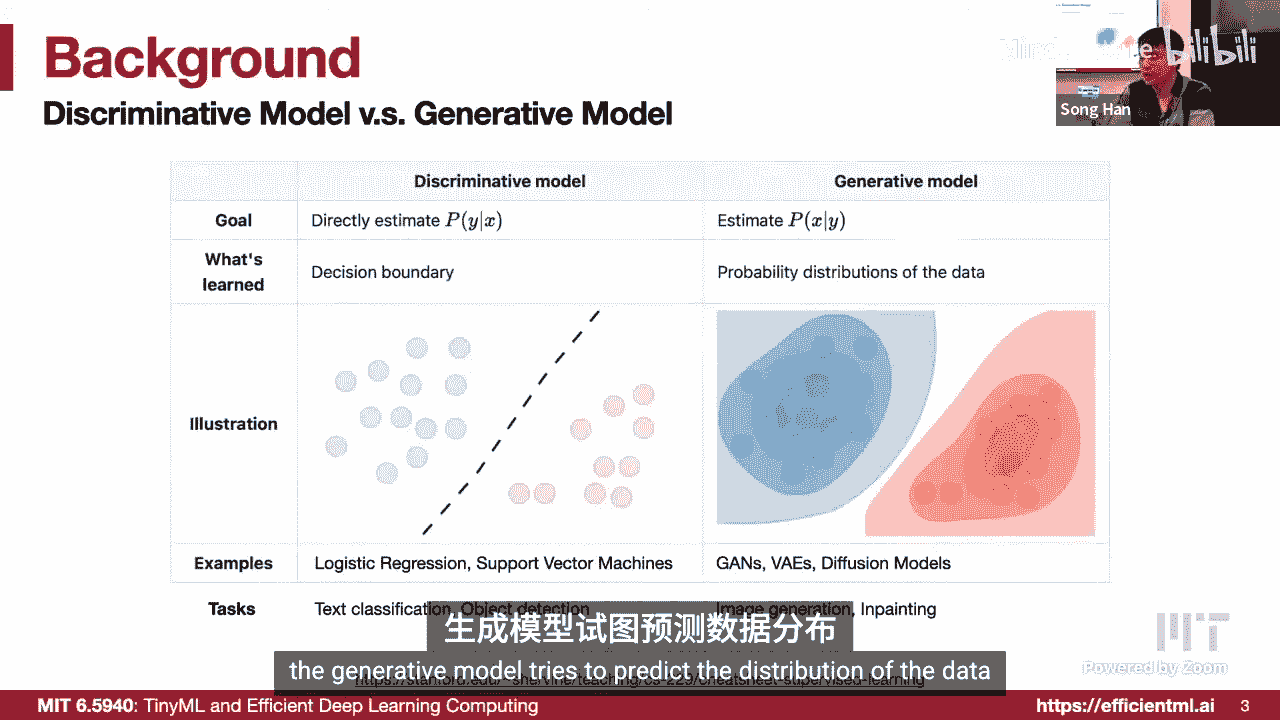 Background
Discriminative Model v.s. Generative Model
bilibili
Song Han
Discriminative model
Generative model
Goal
Directly estimate P(y|x)
Estimate P(x|y)
What's
learned
Decision boundary
Probability distributions of the data
Illustration
Examples
Logistic Regression, Support Vector Machines
GANs, VAEs, Diffusion Models
Tasks
Text classification, Object detection
Image generation, Inpainting
生成模型试图预测数据分布
the generative model tries to predict the distribution of the data
MIT
Powered by Zoom
MIT 6.5940: TinyML and Efficient Deep Learning Computing
https://efficientml.ai
3